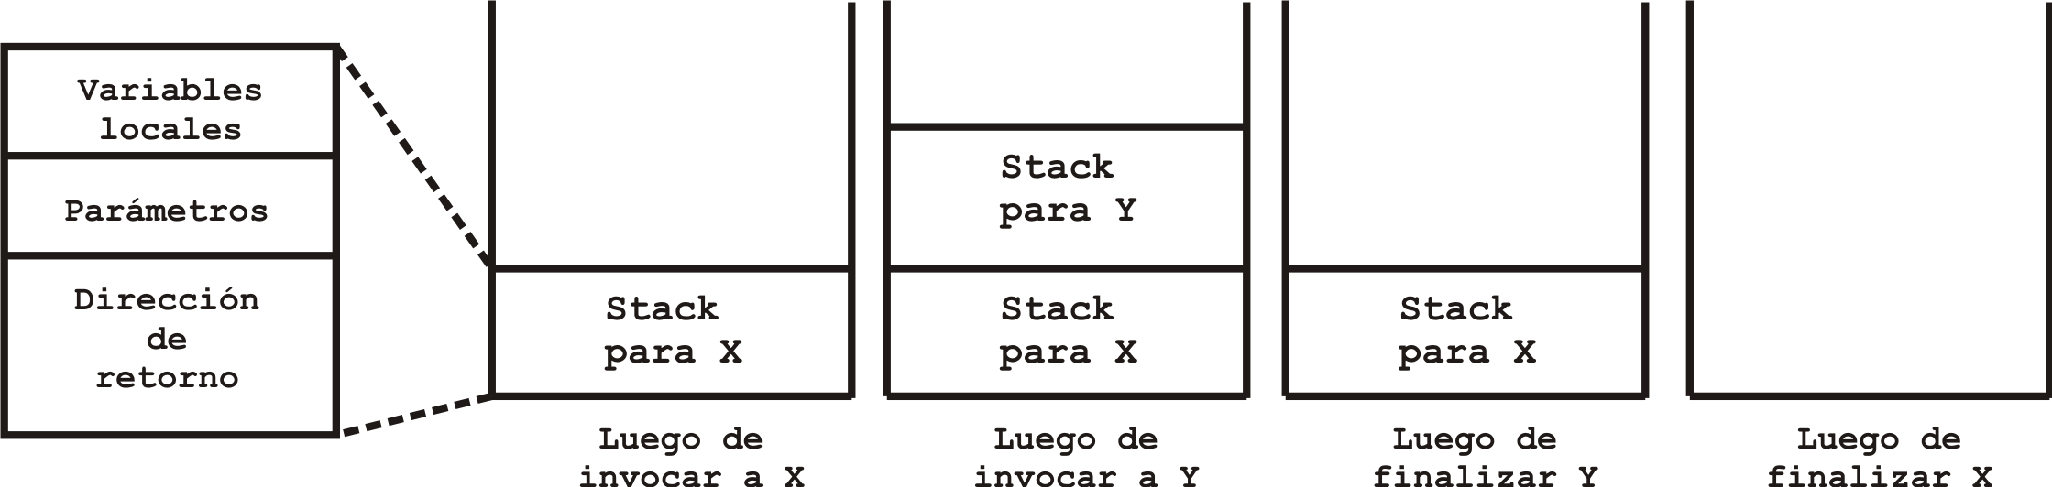 Variables
locales
Parámetros
Dirección
de
retorno
Stack
para X
Luego de
invocar a X
Stack
para Y
Stack
para X
Luego de
invocar a Y
Stack
para X
Luego de
finalizar Y
Luego de
finalizar X